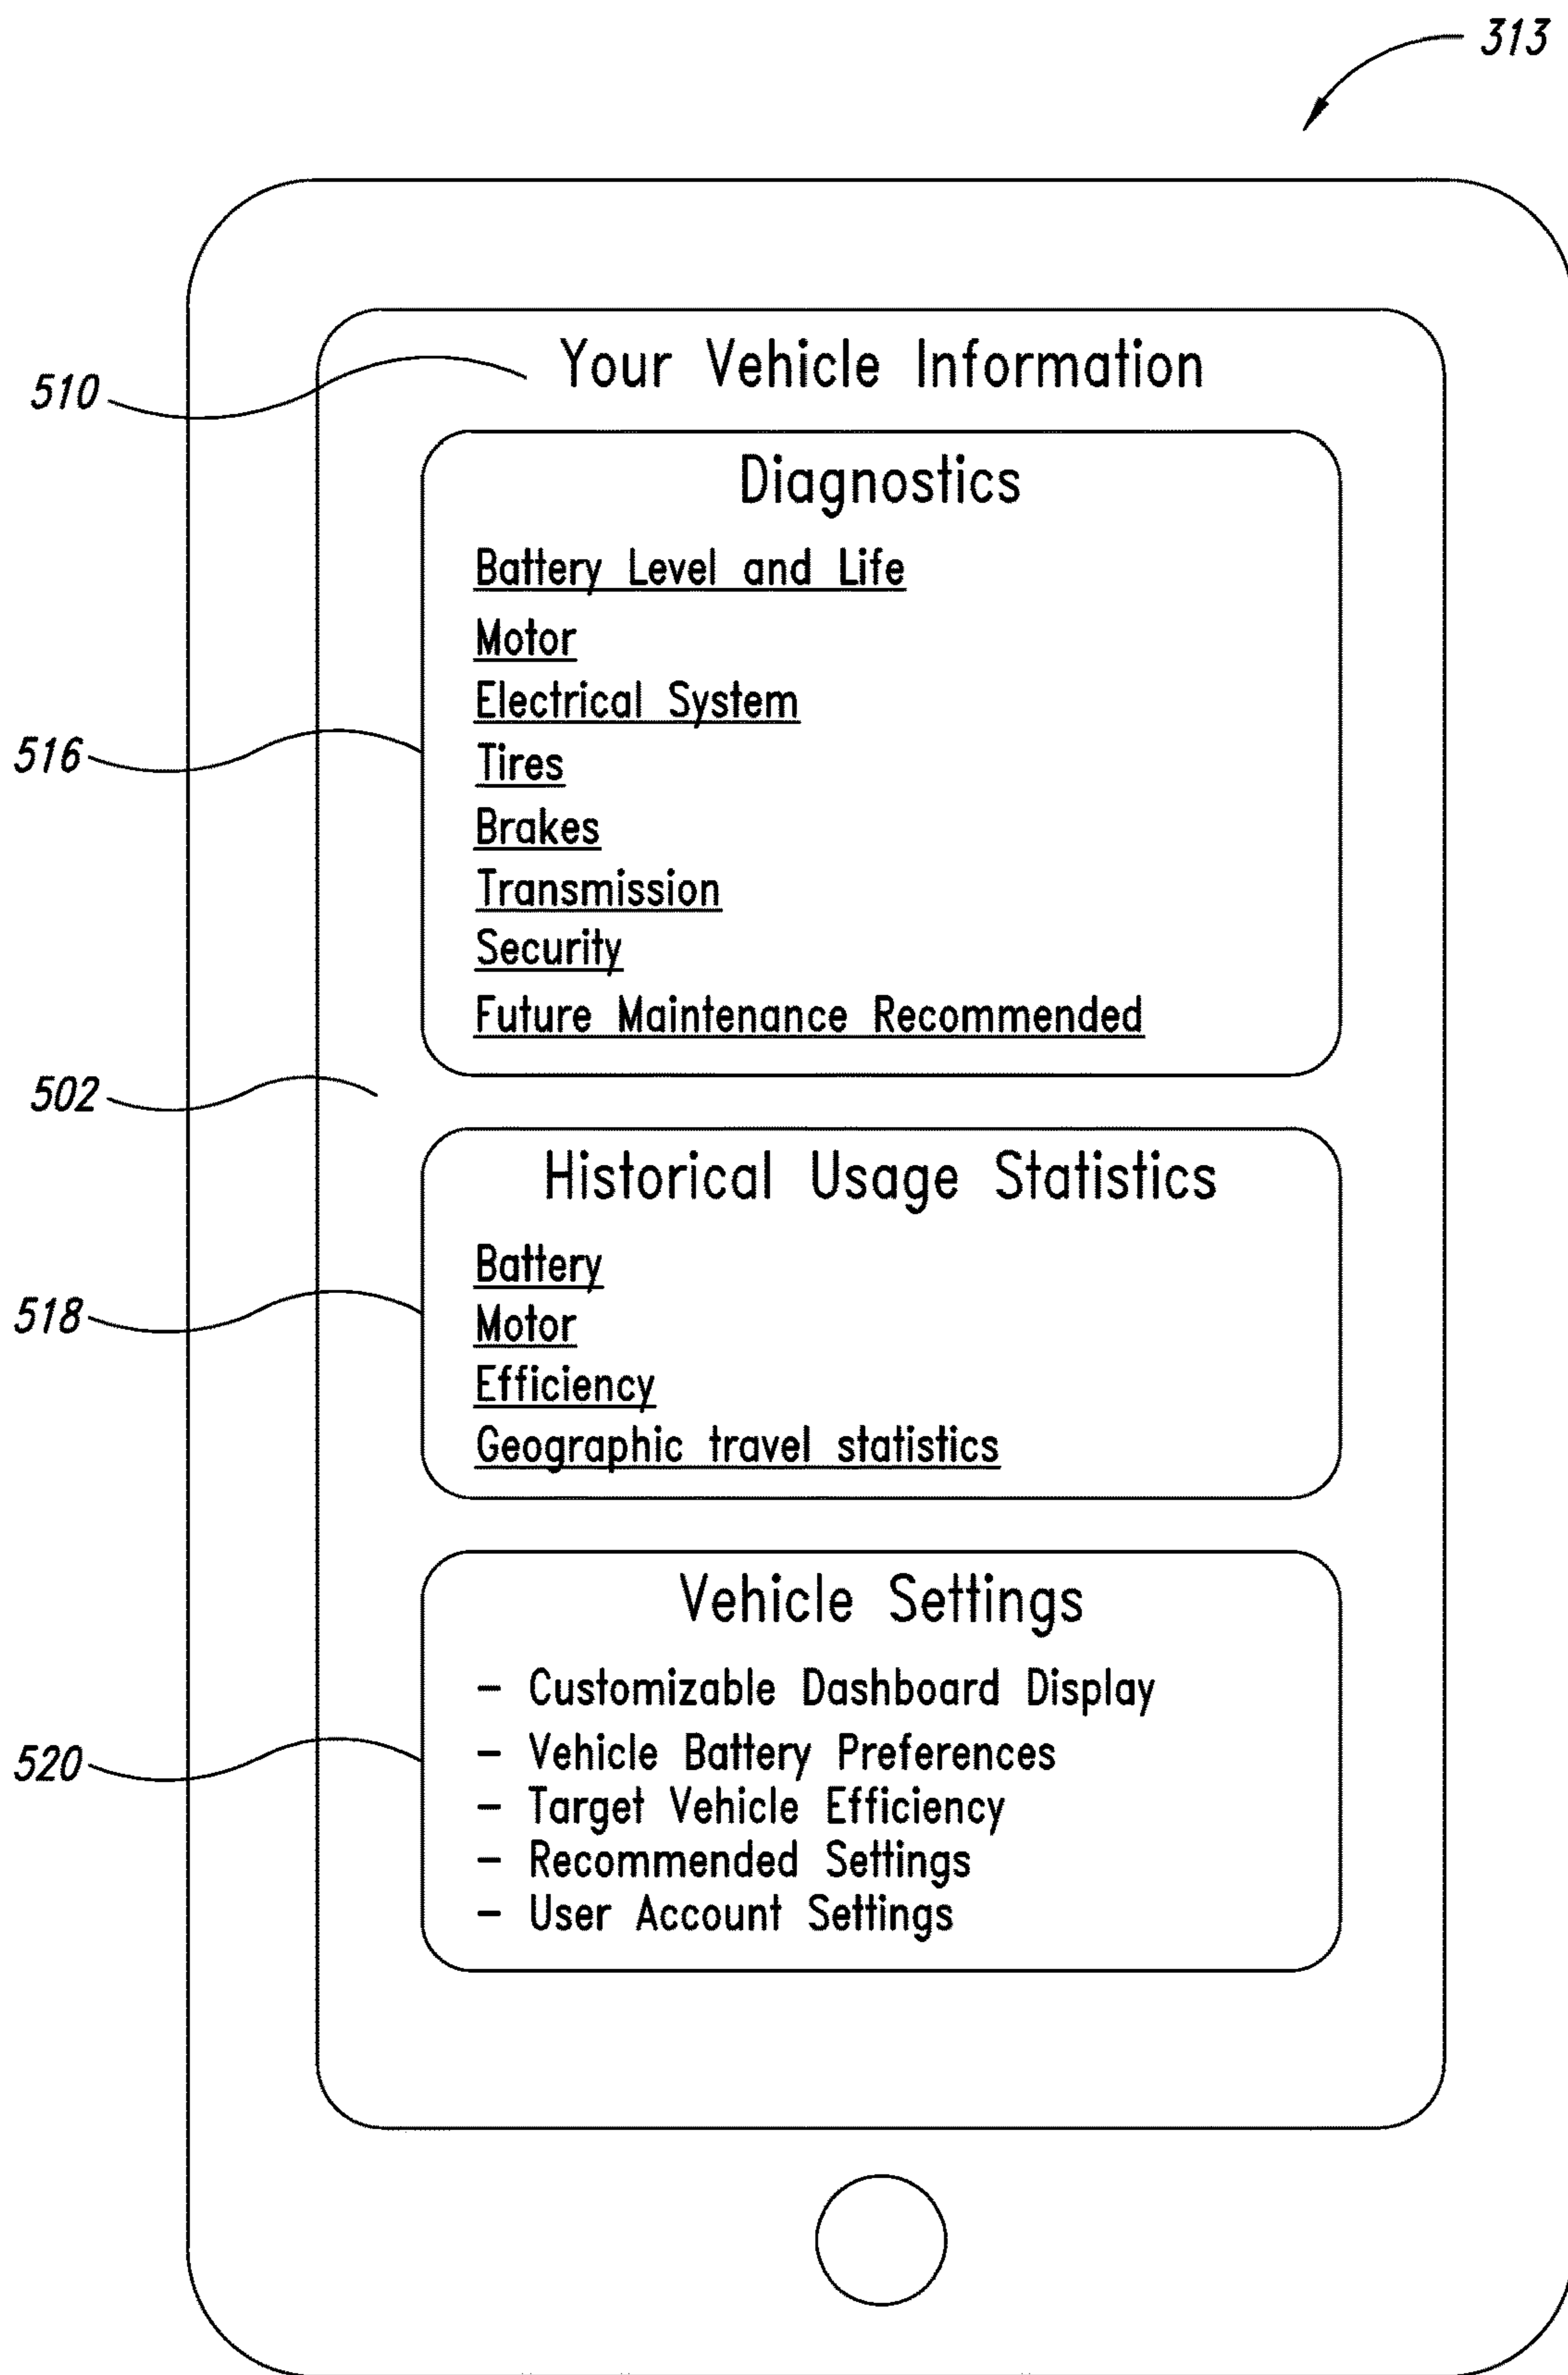 313
510
Your Vehicle Information
Diagnostics
Battery Level and Life
Motor
Electrical System
516
Tires
Brakes
Transmission
Security
Future Maintenance Recommended
502
Historical Usage Statistics
Battery
518
Motor
Efficiency
Geographic travel statistics
Vehicle Settings
- Customizable Dashboard Display
520
- Vehicle Battery Preferences
- Target Vehicle Efficiency
- Recommended Settings
- User Account Settings